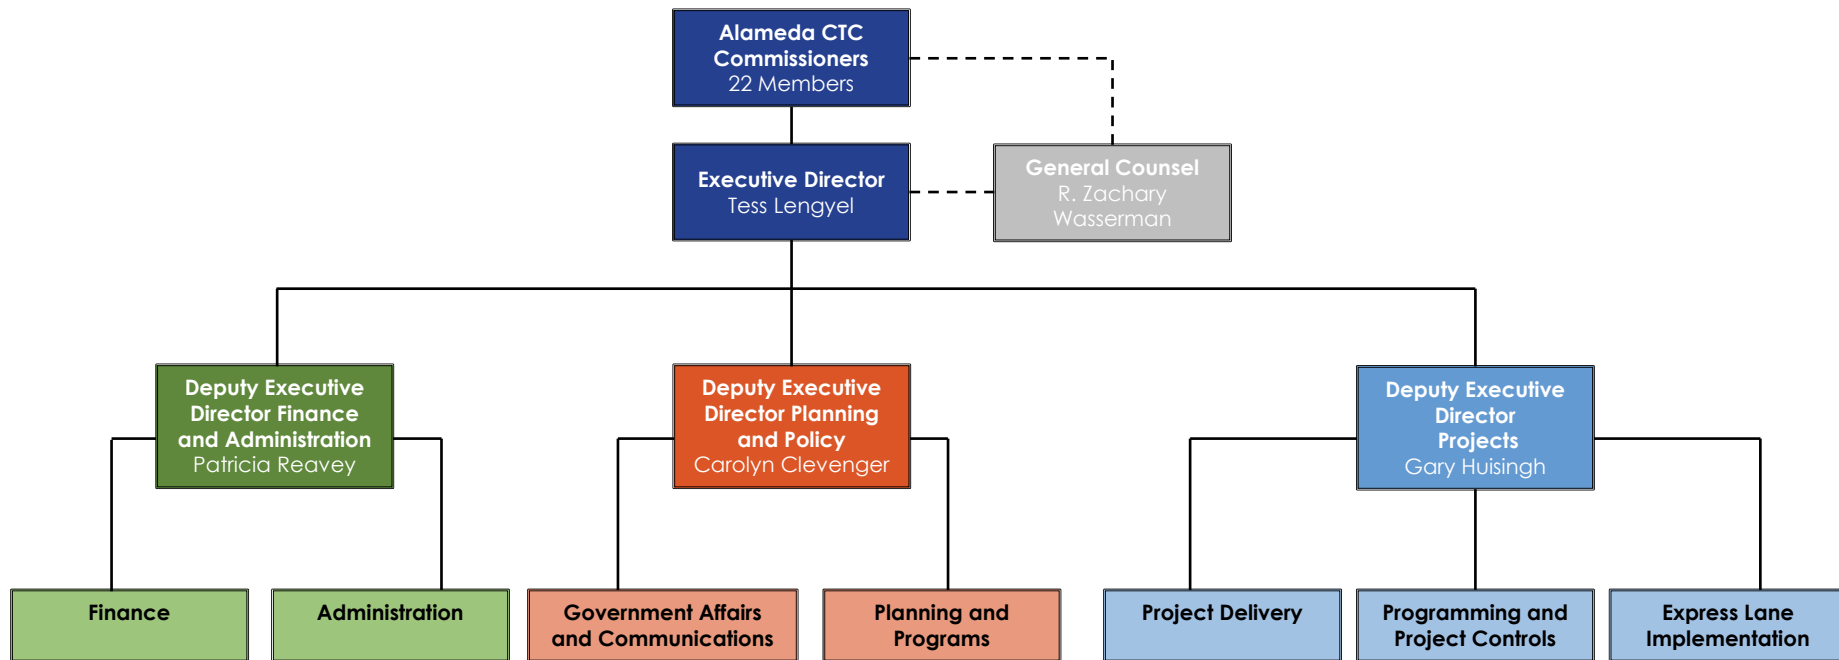 Alameda CTC
Commissioners
22 Members
Executive Director
Tess Lengyel
General Counsel
R. Zachary
Wasserman
Deputy Executive
Director Finance
and Administration
Patricia Reavey
Deputy Executive
Director Planning
and Policy
Carolyn Clevenger
Deputy Executive
Director
Projects
Gary Huisingh
Finance
Administration
Government Affairs
and Communications
Planning and
Programs
Project Delivery
Programming and
Project Controls
Express Lane
Implementation